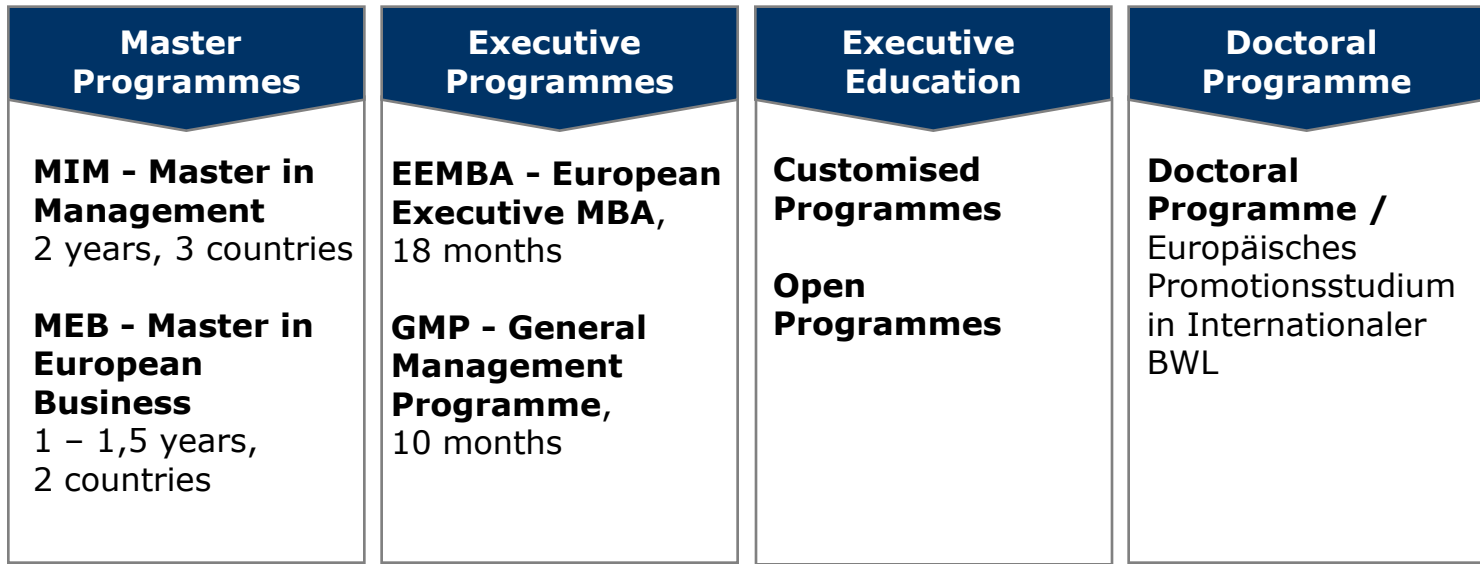 Master
Programmes
MIM - Master in
Management
2 years, 3 countries
MEB - Master in
European
Business
1 – 1,5 years,
2 countries
Executive
Programmes
EEMBA - European
Executive MBA,
18 months
GMP - General
Management
Programme,
10 months
Executive
Education
Customised
Programmes
Open
Programmes
Doctoral
Programme
Doctoral
Programme /
Europäisches
Promotionsstudium
in Internationaler
BWL